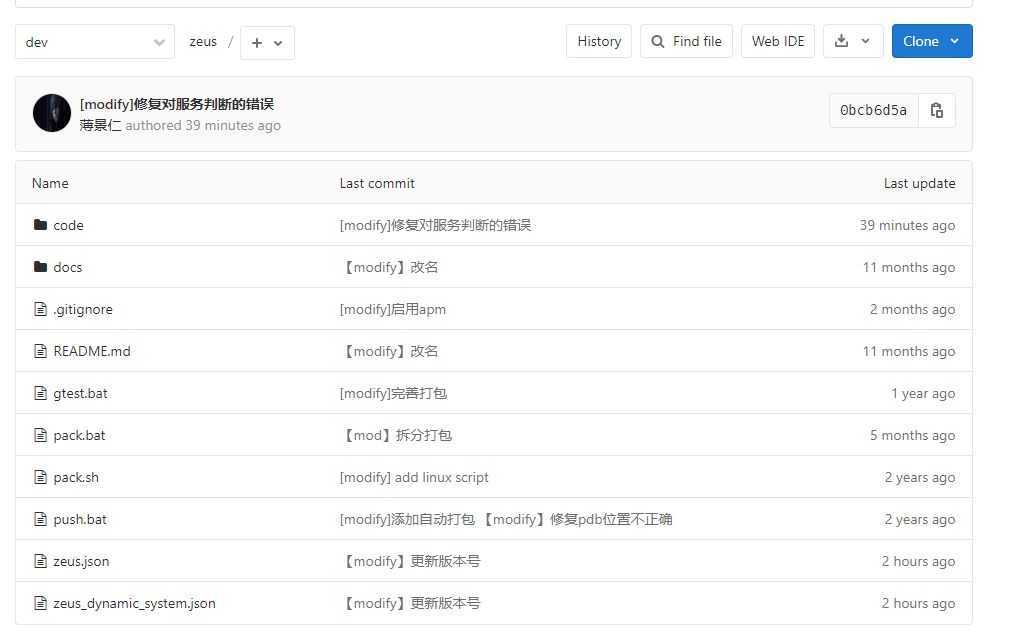 dev zeus / + History Find file Web IDE Clone
[modify]修复对服务判断的错误
薄景仁 authored 39 minutes ago 0bcb6d5a
Name Last commit Last update
code [modify]修复对服务判断的错误 39 minutes ago
docs 【modify】改名 11 months ago
.gitignore [modify]启用apm 2 months ago
README.md 【modify】改名 11 months ago
gtest.bat [modify]完善打包 1 year ago
pack.bat 【mod】拆分打包 5 months ago
pack.sh [modify] add linux script 2 years ago
push.bat [modify]添加自动打包 【modify】修复pdb位置不正确 2 years ago
zeus.json 【modify】更新版本号 2 hours ago
zeus_dynamic_system.json 【modify】更新版本号 2 hours ago